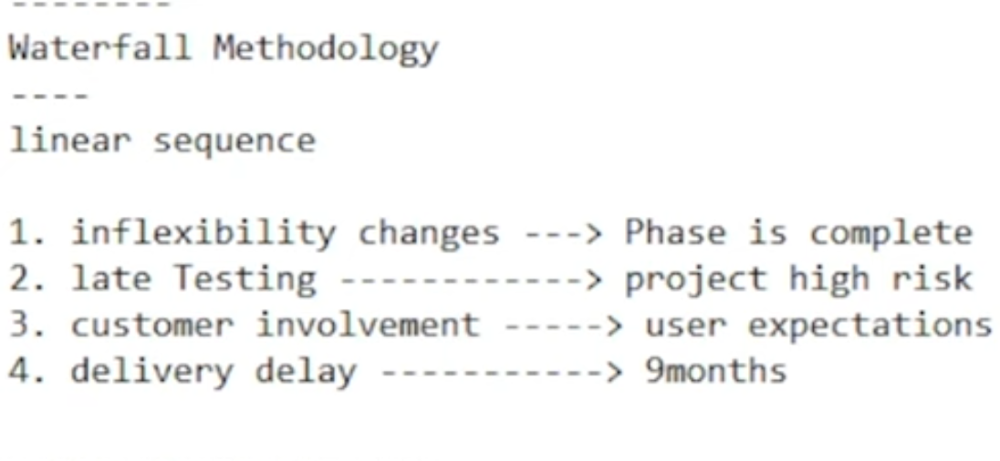 --------
Waterfall Methodology
----
linear sequence
1. inflexibility changes ---> Phase is complete
2. late Testing ------------> project high risk
3. customer involvement -----> user expectations
4. delivery delay -----------> 9months